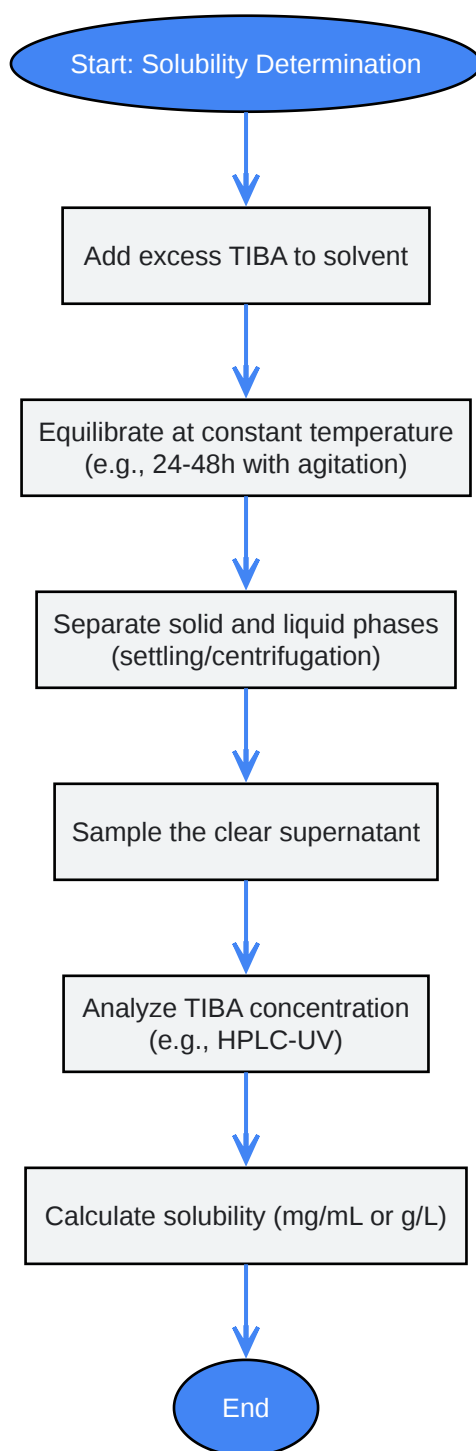 Start: Solubility Determination
Add excess TIBA to solvent
Equilibrate at constant temperature
(e.g., 24-48h with agitation)
Separate solid and liquid phases
(settling/centrifugation)
Sample the clear supernatant
Analyze TIBA concentration
(e.g., HPLC-UV)
Calculate solubility (mg/mL or g/L)
End